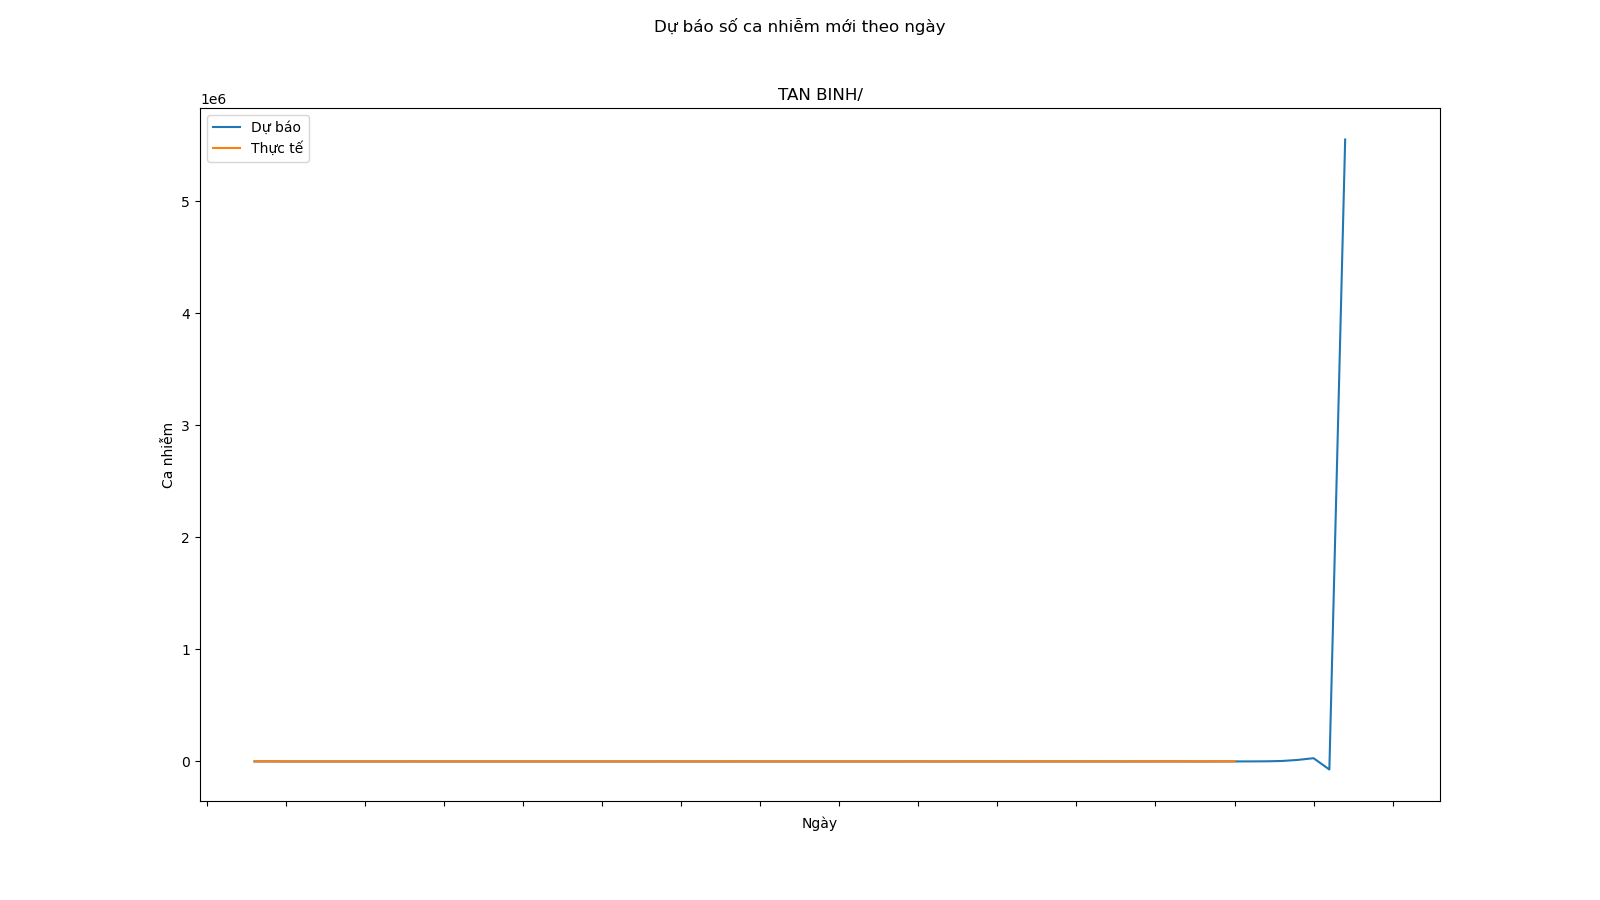 Dự báo số ca nhiễm mới theo ngày
TAN BINH/
1e6
Dự báo
Thực tế
5
4
3
2
1
0
Ca nhiễm
Ngày